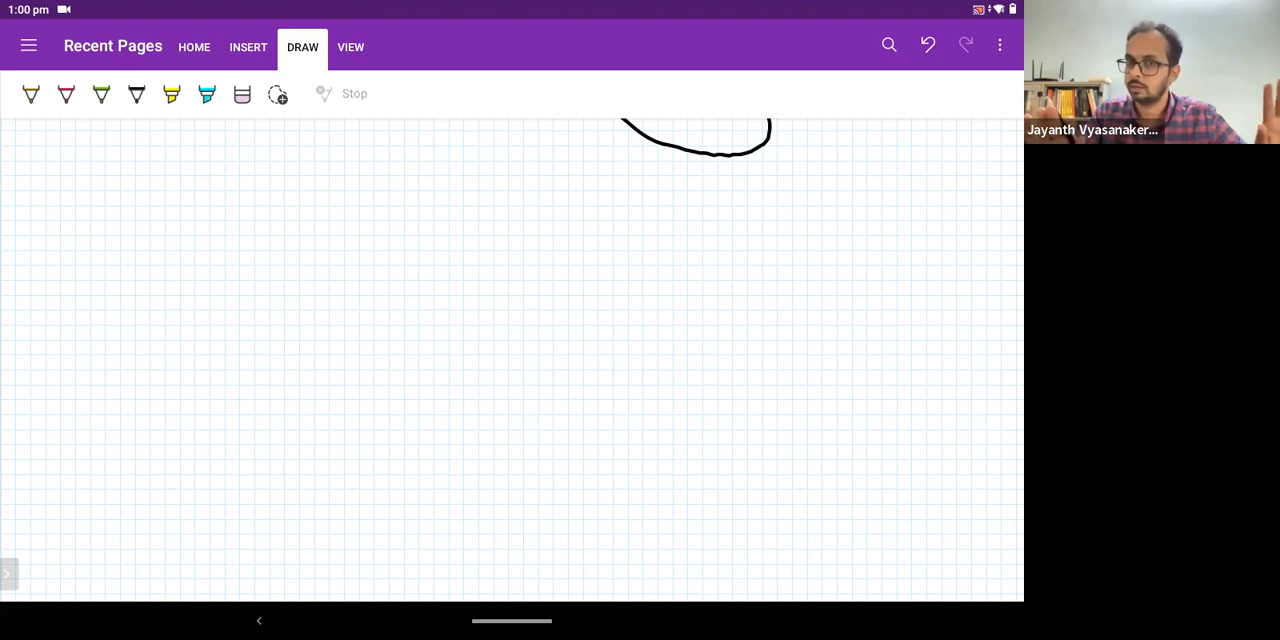 1:00 pm
Recent Pages HOME INSERT DRAW VIEW
Stop
Jayanth Vyasanaker...